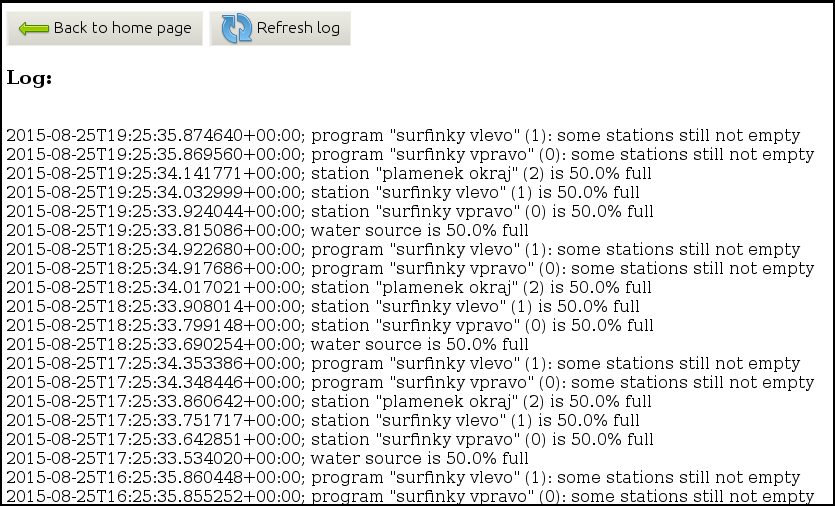 Back to home page Refresh log
Log:
2015-08-25T19:25:35.874640+00:00; program "surfinky vlevo" (1): some stations still not empty
2015-08-25T19:25:35.869560+00:00; program "surfinky vpravo" (0): some stations still not empty
2015-08-25T19:25:34.141771+00:00; station "plamenek okraj" (2) is 50.0% full
2015-08-25T19:25:34.032999+00:00; station "surfinky vlevo" (1) is 50.0% full
2015-08-25T19:25:33.924044+00:00; station "surfinky vpravo" (0) is 50.0% full
2015-08-25T19:25:33.815086+00:00; water source is 50.0% full
2015-08-25T18:25:34.922680+00:00; program "surfinky vlevo" (1): some stations still not empty
2015-08-25T18:25:34.917686+00:00; program "surfinky vpravo" (0): some stations still not empty
2015-08-25T18:25:34.017021+00:00; station "plamenek okraj" (2) is 50.0% full
2015-08-25T18:25:33.908014+00:00; station "surfinky vlevo" (1) is 50.0% full
2015-08-25T18:25:33.799148+00:00; station "surfinky vpravo" (0) is 50.0% full
2015-08-25T18:25:33.690254+00:00; water source is 50.0% full
2015-08-25T17:25:34.353386+00:00; program "surfinky vlevo" (1): some stations still not empty
2015-08-25T17:25:34.348446+00:00; program "surfinky vpravo" (0): some stations still not empty
2015-08-25T17:25:33.860642+00:00; station "plamenek okraj" (2) is 50.0% full
2015-08-25T17:25:33.751717+00:00; station "surfinky vlevo" (1) is 50.0% full
2015-08-25T17:25:33.642851+00:00; station "surfinky vpravo" (0) is 50.0% full
2015-08-25T17:25:33.534020+00:00; water source is 50.0% full
2015-08-25T16:25:35.860448+00:00; program "surfinky vlevo" (1): some stations still not empty
2015-08-25T16:25:35.855252+00:00; program "surfinky vpravo" (0): some stations still not empty